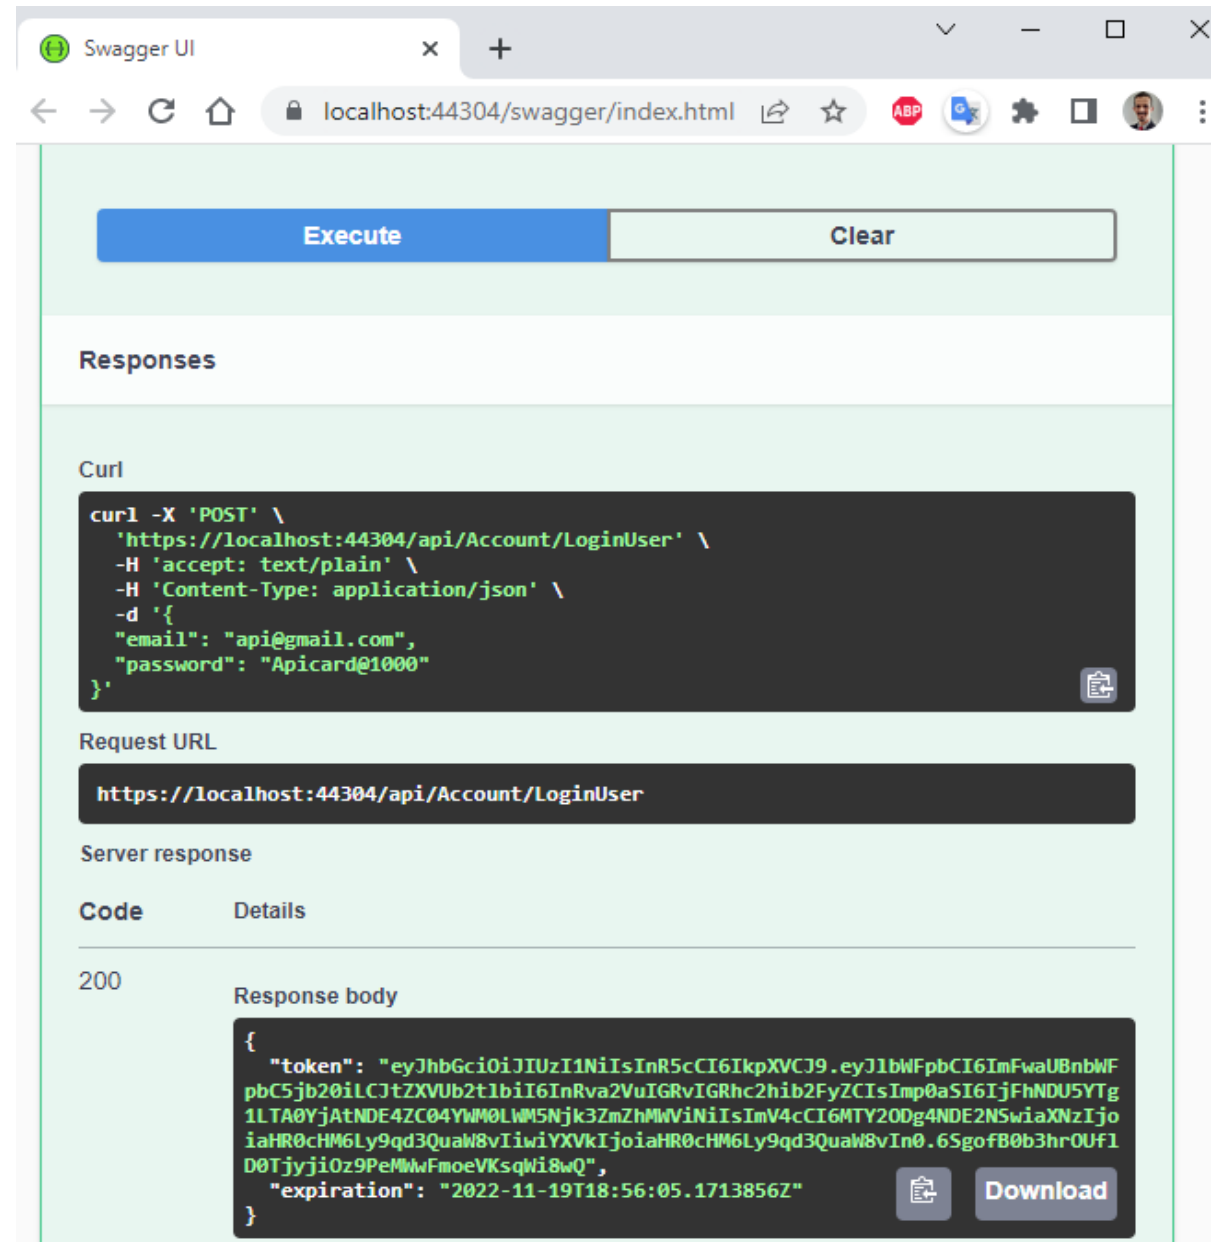 Swagger UI
localhost:44304/swagger/index.html
ABP
Execute
Clear
Responses
Curl
curl -X 'POST' \
  'https://localhost:44304/api/Account/LoginUser' \
  -H 'accept: text/plain' \
  -H 'Content-Type: application/json' \
  -d '{
  "email": "api@gmail.com",
  "password": "Apicard@1000"
}'
Request URL
https://localhost:44304/api/Account/LoginUser
Server response
Code Details
200
Response body
{
  "token": "eyJhbGciOiJIUzI1NiIsInR5cCI6IkpXVCJ9.eyJlbWFpbCI6ImFwaUBnbWF
pbC5jb20iLCJtZXVUb2tlbiI6InRva2VuIGRvIGRhc2hib2FyZCIsImp0aSI6IjFhNDU5YTg
1LTA0YjAtNDE4ZC04YWM0LWM5Njk3ZmZhMWViNiIsImV4cCI6MTY2ODg4NDE2NSwiaXNzIjo
iaHR0cHM6Ly9qd3QuaW8vIiwiYXVkIjoiaHR0cHM6Ly9qd3QuaW8vIn0.6SgofB0b3hrOUfl
D0TjyjiOz9PeMWwFmoeVKsqWi8wQ",
  "expiration": "2022-11-19T18:56:05.1713856Z"
}
Download